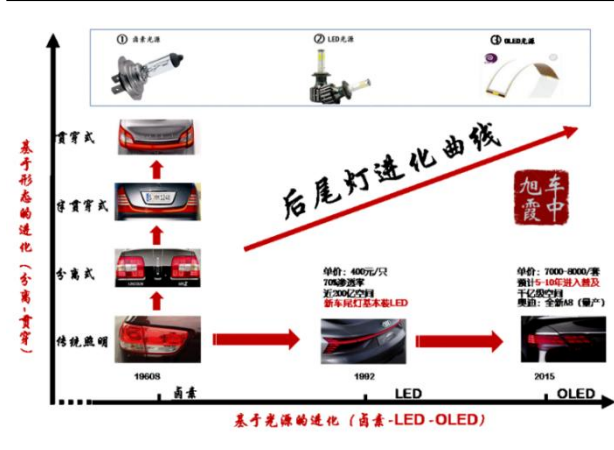 ① 卤素光源
② LED光源
③ OLED光源
基于形态的进化(分离-贯穿)
贯穿式
半贯穿式
分离式
传统照明
后尾灯进化曲线
车中旭霞
单价:400元/只
70%渗透率
近200亿空间
新车尾灯基本装LED
单价:7000-8000/套
预计5-10年进入普及
千亿级空间
奥迪:全新A8(量产)
1960S
1992
2015
卤素
LED
OLED
基于光源的进化(卤素-LED-OLED)